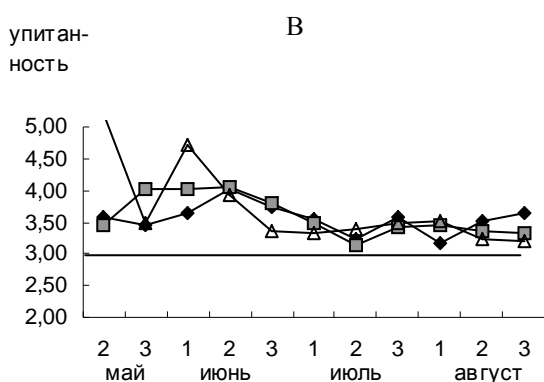 упитан-
ность
В
5,00
4,50
4,00
3,50
3,00
2,50
2,00
2 3 1 2 3 1 2 3 1 2 3
май июнь июль август